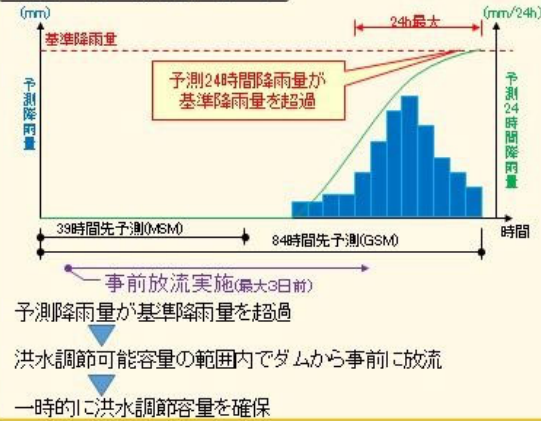 (mm)
(mm/24h)
24h最大
基準降雨量
予測24時間降雨量が
基準降雨量を超過
予測降雨量
予測24時間降雨量
時間
39時間先予測(MSM)
84時間先予測(GSM)
事前放流実施(最大3日前)
予測降雨量が基準降雨量を超過
洪水調節可能容量の範囲内でダムから事前に放流
一時的に洪水調節容量を確保